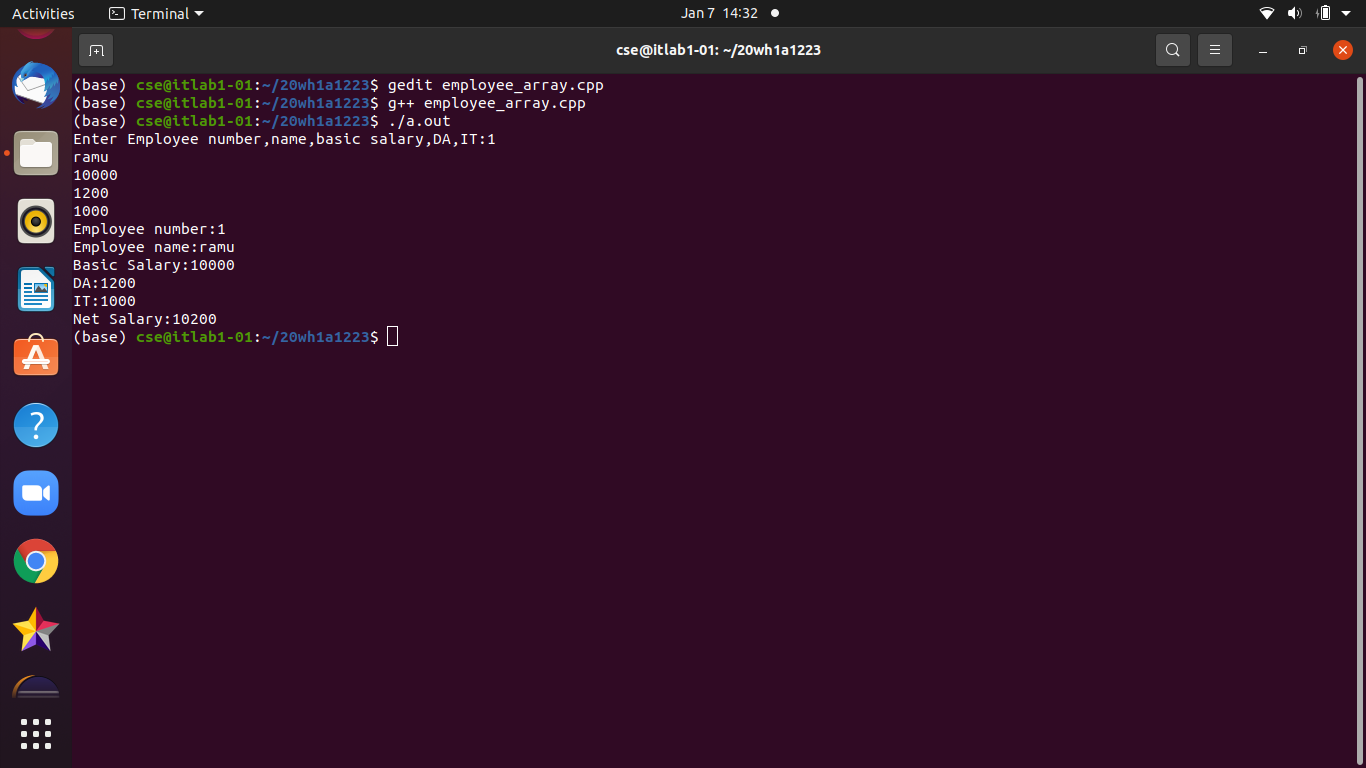 Activities
Terminal
Jan 7 14:32
cse@itlab1-01: ~/20wh1a1223
(base) cse@itlab1-01:~/20wh1a1223$ gedit employee_array.cpp
(base) cse@itlab1-01:~/20wh1a1223$ g++ employee_array.cpp
(base) cse@itlab1-01:~/20wh1a1223$ ./a.out
Enter Employee number,name,basic salary,DA,IT:1
ramu
10000
1200
1000
Employee number:1
Employee name:ramu
Basic Salary:10000
DA:1200
IT:1000
Net Salary:10200
(base) cse@itlab1-01:~/20wh1a1223$